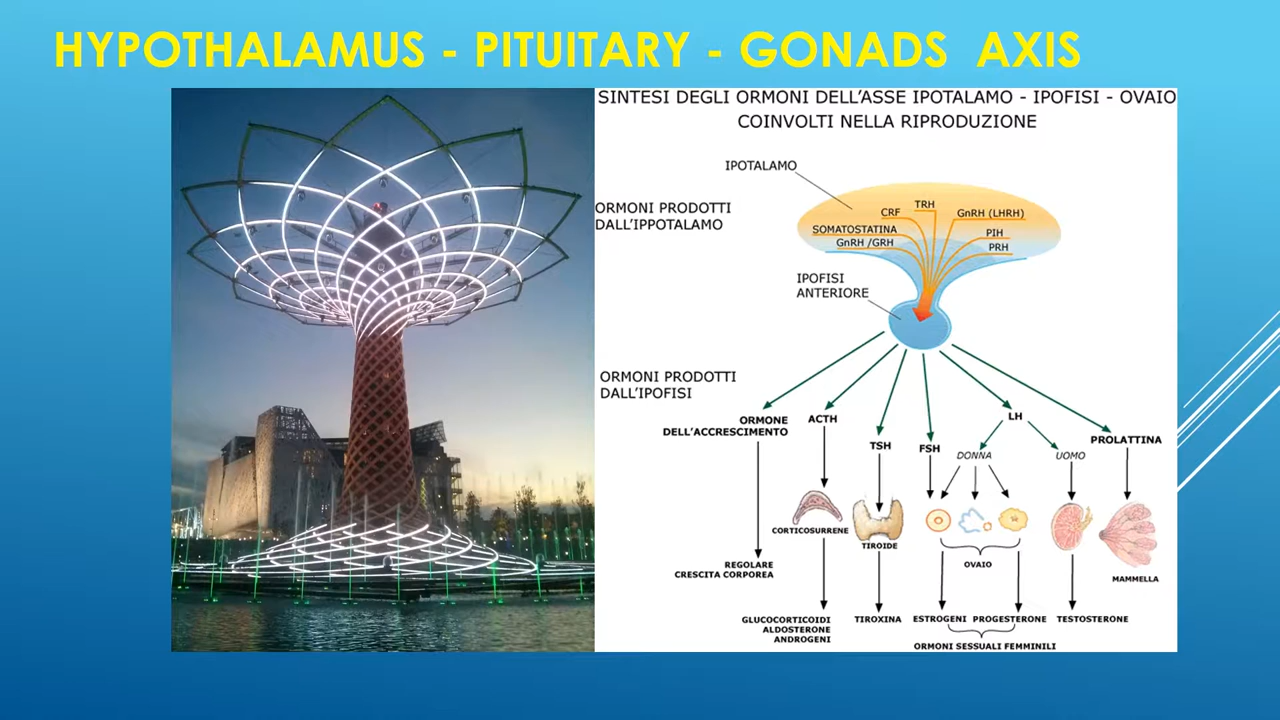 HYPOTHALAMUS - PITUITARY - GONADS AXIS
SINTESI DEGLI ORMONI DELL'ASSE IPOTALAMO - IPOFISI - OVAIO
COINVOLTI NELLA RIPRODUZIONE
IPOTALAMO
ORMONI PRODOTTI
DALL'IPPOTALAMO
CRF
TRH
GnRH (LHRH)
SOMATOSTATINA
PIH
GnRH /GRH
PRH
IPOFISI
ANTERIORE
ORMONI PRODOTTI
DALL'IPOFISI
ORMONE
DELL'ACCRESCIMENTO
ACTH
TSH
FSH
LH
PROLATTINA
DONNA
UOMO
CORTICOSURRENE
TIROIDE
OVAIO
MAMMELLA
REGOLARE
CRESCITA CORPOREA
GLUCOCORTICOIDI
ALDOSTERONE
ANDROGENI
TIROXINA
ESTROGENI
PROGESTERONE
TESTOSTERONE
ORMONI SESSUALI FEMMINILI